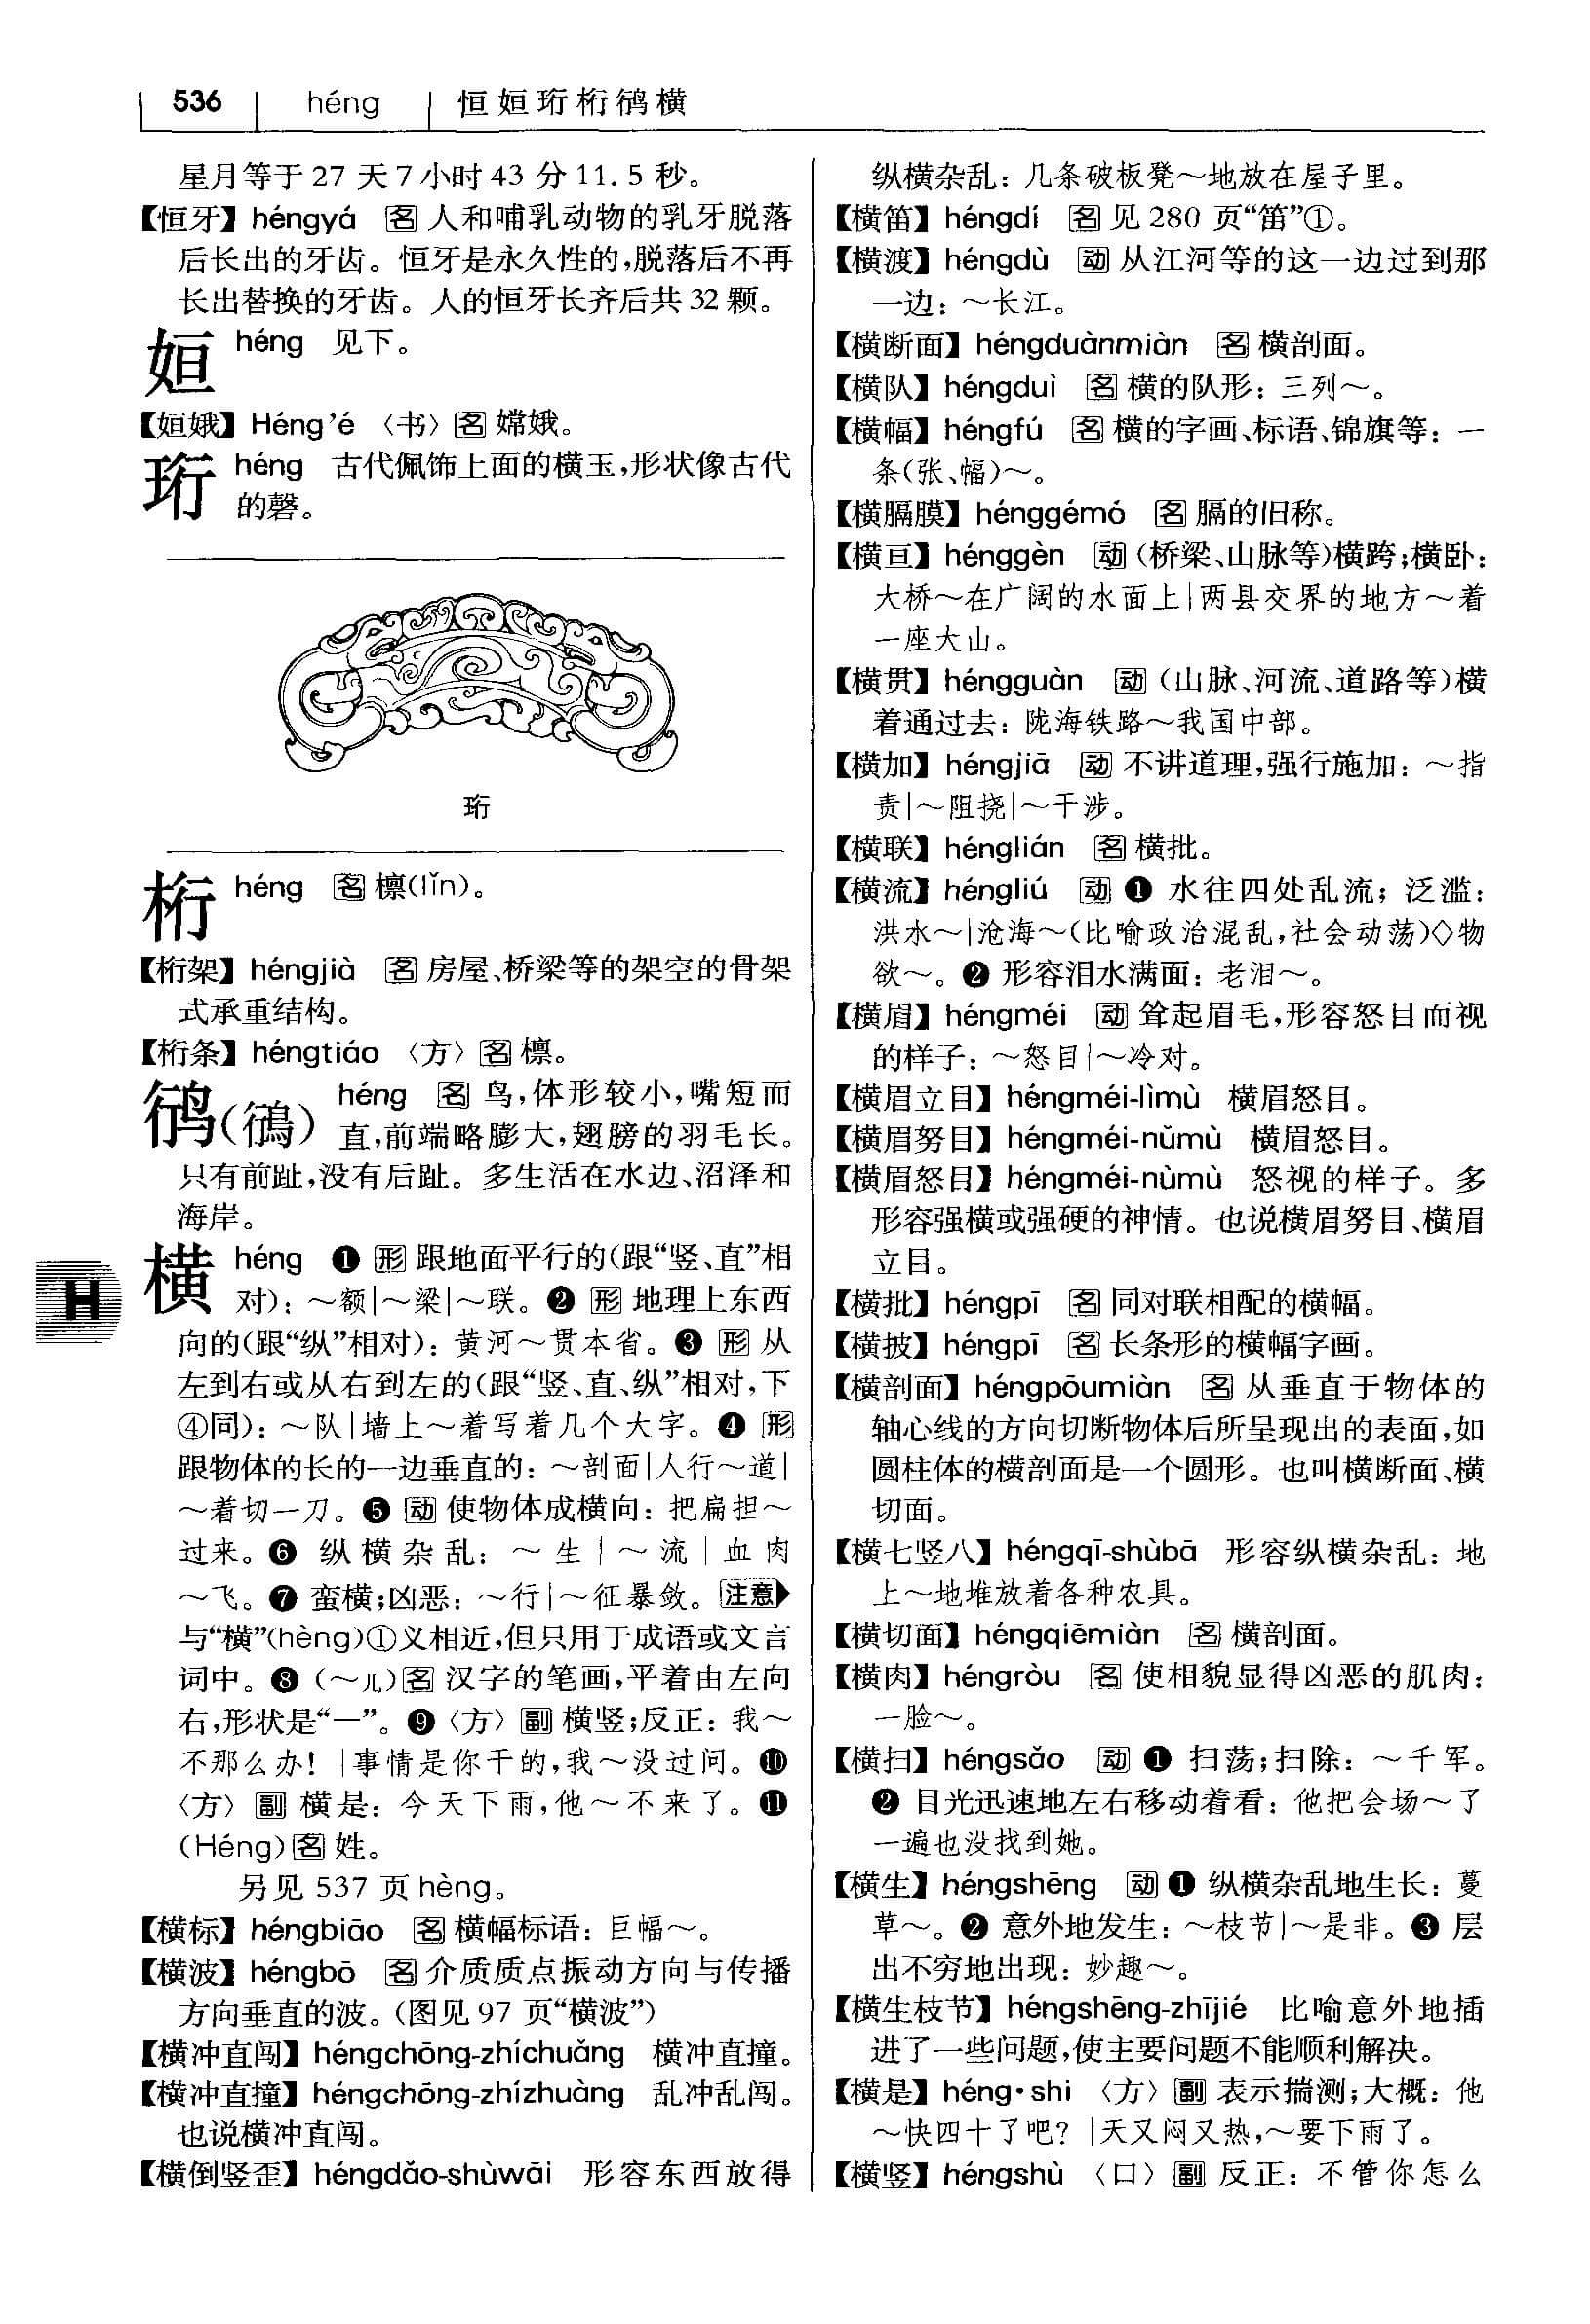 536 héng 恒姮珩桁鸻横
星月等于 27 天 7 小时 43 分 11.5 秒。
【恒牙】héngyá 名 人和哺乳动物的乳牙脱落
后长出的牙齿。恒牙是永久性的,脱落后不再
长出替换的牙齿。人的恒牙长齐后共 32 颗。
姮 héng 见下。
【姮娥】Héng’é 〈书〉名 嫦娥。
珩 héng 古代佩饰上面的横玉,形状像古代
的磬。
珩
桁 héng 名 檩(lǐn)。
【桁架】héngjià 名 房屋、桥梁等的架空的骨架
式承重结构。
【桁条】héngtiáo 〈方〉名 檩。
鸻(鴴) héng 名 鸟,体形较小,嘴短而
直,前端略膨大,翅膀的羽毛长。
只有前趾,没有后趾。多生活在水边、沼泽和
海岸。
H
横 héng ❶ 形 跟地面平行的(跟“竖、直”相
对):～额|～梁|～联。❷ 形 地理上东西
向的(跟“纵”相对):黄河～贯本省。❸ 形 从
左到右或从右到左的(跟“竖、直、纵”相对,下
④同):～队|墙上～着写着几个大字。❹ 形
跟物体的长的一边垂直的:～剖面|人行～道|
～着切一刀。❺ 动 使物体成横向:把扁担～
过来。❻ 纵横杂乱:～生|～流|血肉
～飞。❼ 蛮横;凶恶:～行|～征暴敛。注意
与“横”(hèng)①义相近,但只用于成语或文言
词中。❽ (～儿)名 汉字的笔画,平着由左向
右,形状是“一”。❾〈方〉副 横竖;反正:我～
不那么办! |事情是你干的,我～没过问。❿
〈方〉副 横是:今天下雨,他～不来了。⓫
(Héng)名 姓。
另见 537 页 hèng。
【横标】héngbiāo 名 横幅标语:巨幅～。
【横波】héngbō 名 介质质点振动方向与传播
方向垂直的波。(图见 97 页“横波”)
【横冲直闯】héngchōng-zhíchuǎng 横冲直撞。
【横冲直撞】héngchōng-zhízhuàng 乱冲乱闯。
也说横冲直闯。
【横倒竖歪】héngdǎo-shùwāi 形容东西放得
纵横杂乱:几条破板凳～地放在屋子里。
【横笛】héngdí 名 见 280 页“笛”①。
【横渡】héngdù 动 从江河等的这一边过到那
一边:～长江。
【横断面】héngduànmiàn 名 横剖面。
【横队】héngduì 名 横的队形:三列～。
【横幅】héngfú 名 横的字画、标语、锦旗等:一
条(张、幅)～。
【横膈膜】hénggémó 名 膈的旧称。
【横亘】hénggèn 动 (桥梁、山脉等)横跨;横卧:
大桥～在广阔的水面上|两县交界的地方～着
一座大山。
【横贯】héngguàn 动 (山脉、河流、道路等)横
着通过去:陇海铁路～我国中部。
【横加】héngjiā 动 不讲道理,强行施加:～指
责|～阻挠|～干涉。
【横联】hénglián 名 横批。
【横流】héngliú 动 ❶ 水往四处乱流;泛滥:
洪水～|沧海～(比喻政治混乱,社会动荡)◇物
欲～。❷ 形容泪水满面:老泪～。
【横眉】héngméi 动 耸起眉毛,形容怒目而视
的样子:～怒目|～冷对。
【横眉立目】héngméi-lìmù 横眉怒目。
【横眉努目】héngméi-nǔmù 横眉怒目。
【横眉怒目】héngméi-nùmù 怒视的样子。多
形容强横或强硬的神情。也说横眉努目、横眉
立目。
【横批】héngpī 名 同对联相配的横幅。
【横披】héngpī 名 长条形的横幅字画。
【横剖面】héngpōumiàn 名 从垂直于物体的
轴心线的方向切断物体后所呈现出的表面,如
圆柱体的横剖面是一个圆形。也叫横断面、横
切面。
【横七竖八】héngqī-shùbā 形容纵横杂乱:地
上～地堆放着各种农具。
【横切面】héngqiēmiàn 名 横剖面。
【横肉】héngròu 名 使相貌显得凶恶的肌肉:
一脸～。
【横扫】héngsǎo 动 ❶ 扫荡;扫除:～千军。
❷ 目光迅速地左右移动着看:他把会场～了
一遍也没找到她。
【横生】héngshēng 动 ❶ 纵横杂乱地生长:蔓
草～。❷ 意外地发生:～枝节|～是非。❸ 层
出不穷地出现:妙趣～。
【横生枝节】héngshēng-zhījié 比喻意外地插
进了一些问题,使主要问题不能顺利解决。
【横是】héng·shi 〈方〉副 表示揣测;大概:他
～快四十了吧? |天又闷又热,～要下雨了。
【横竖】héngshù 〈口〉副 反正:不管你怎么